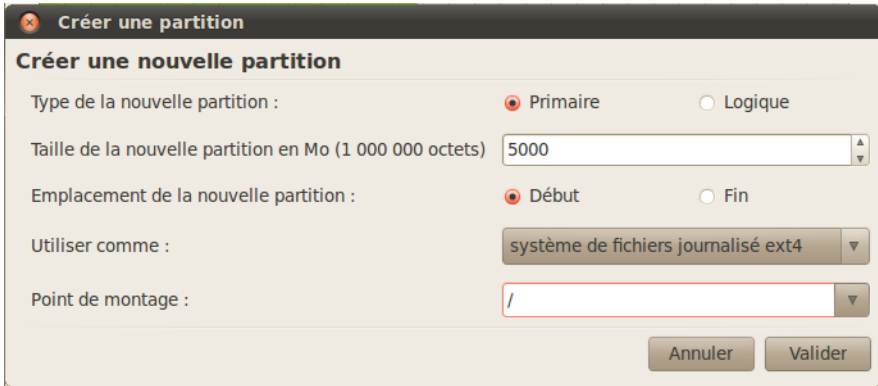 Créer une partition
Créer une nouvelle partition
Type de la nouvelle partition : Primaire Logique
Taille de la nouvelle partition en Mo (1 000 000 octets) 5000
Emplacement de la nouvelle partition : Début Fin
Utiliser comme : système de fichiers journalisé ext4
Point de montage : /
Annuler Valider